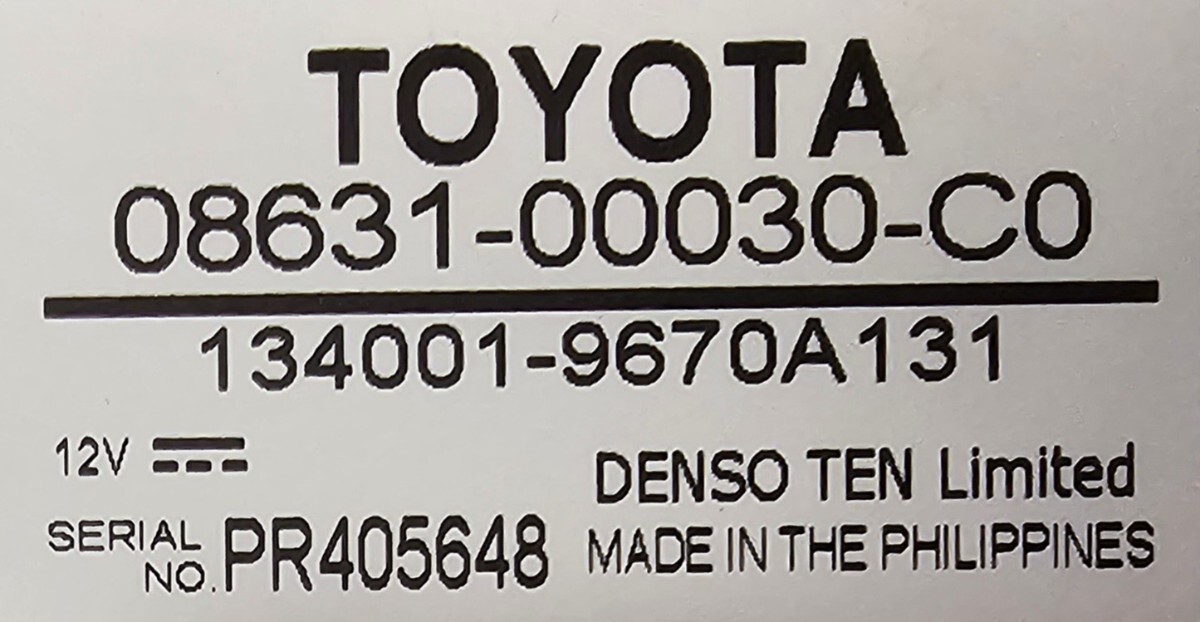 TOYOTA
08631-00030-C0
134001-9670A131
12V
DENSO TEN Limited
SERIAL NO. PR405648
MADE IN THE PHILIPPINES